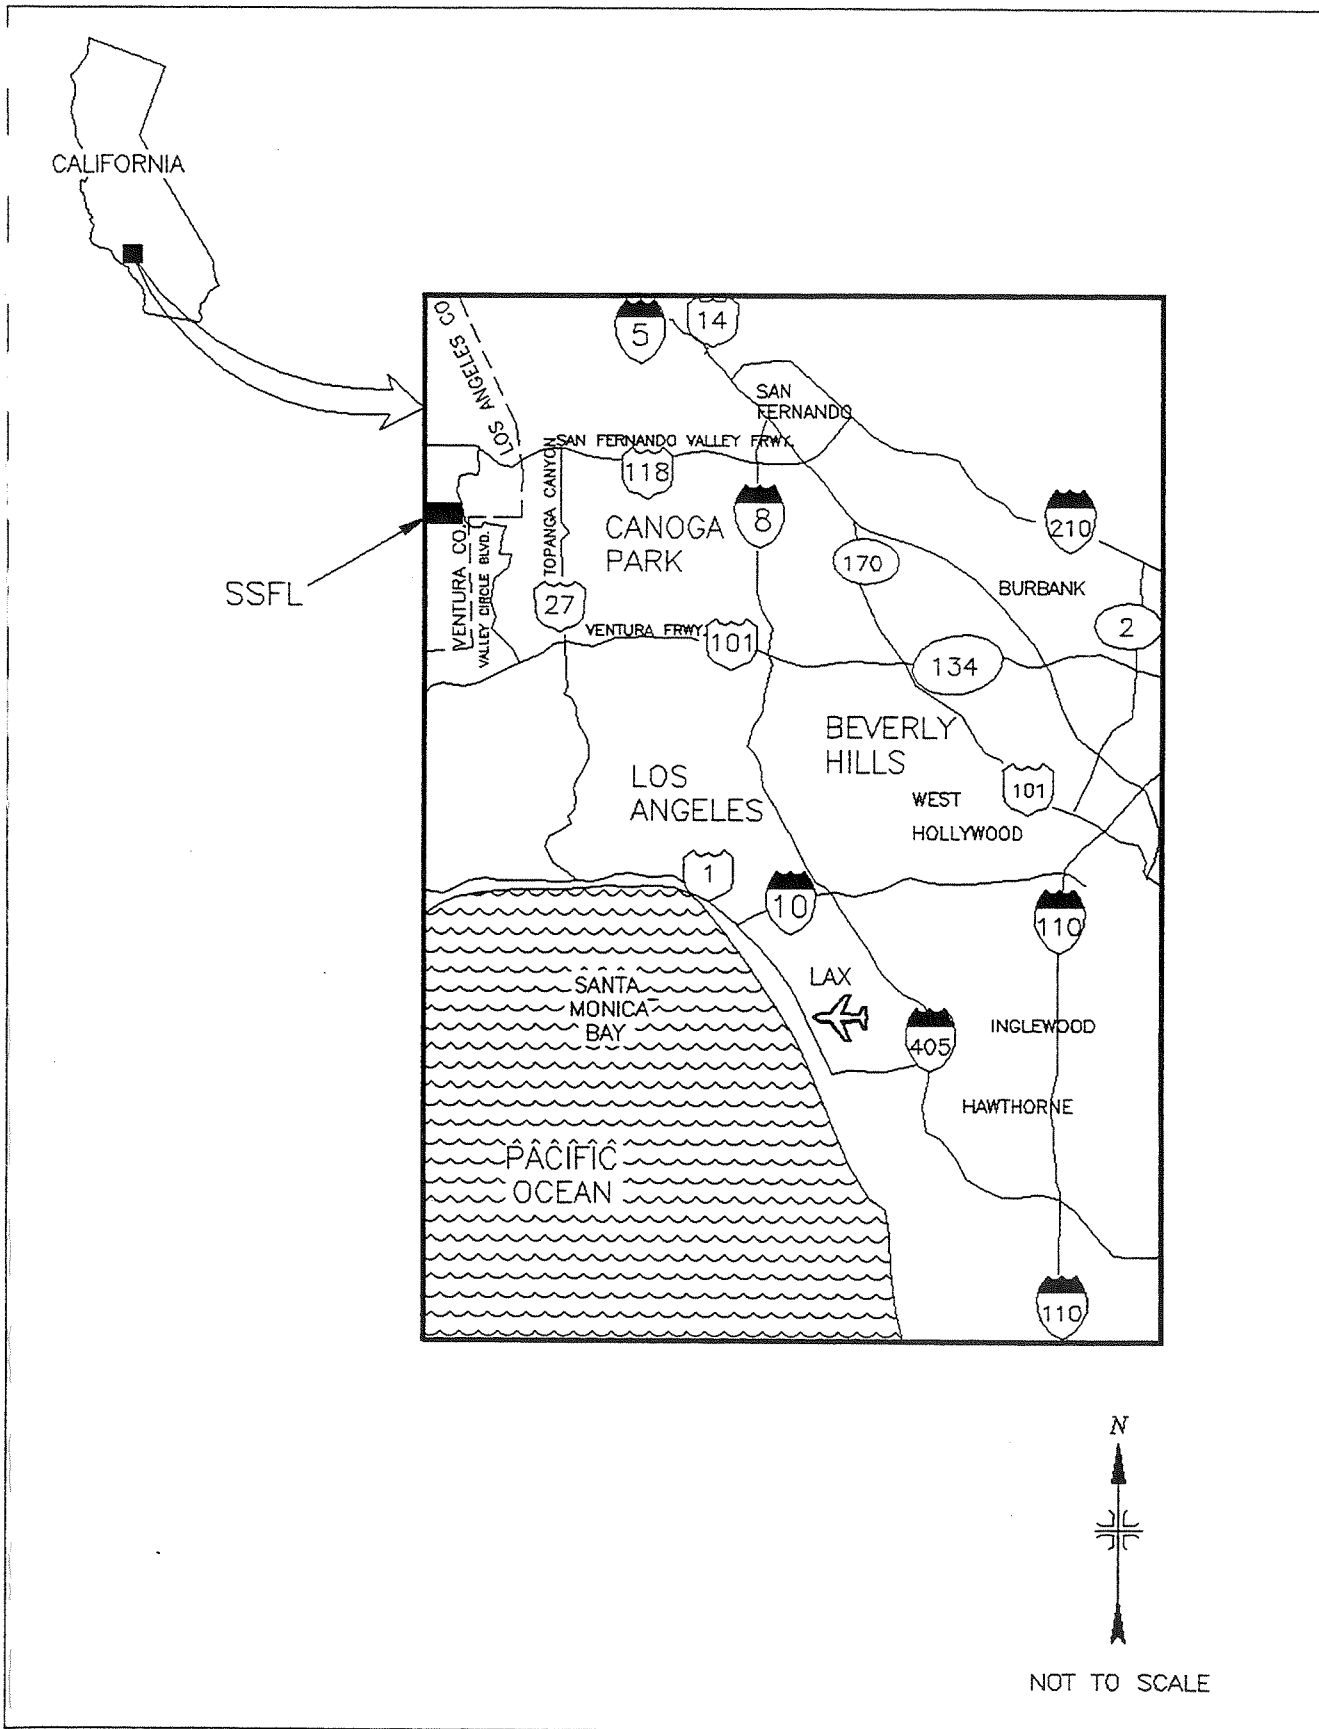 CALIFORNIA
LOS ANGELES CO
5
14
SAN
FERNANDO
SAN FERNANDO VALLEY FRWY.
118
TOPANGA CANYON
8
210
CANOGA
PARK
170
SSFL
VENTURA CO.
VALLEY CIRCLE BLVD.
27
BURBANK
2
VENTURA FRWY.
101
134
BEVERLY
HILLS
LOS
ANGELES
101
WEST
HOLLYWOOD
1
10
110
LAX
SANTA
MONICA
BAY
405
INGLEWOOD
HAWTHORNE
PACIFIC
OCEAN
110
N
NOT TO SCALE